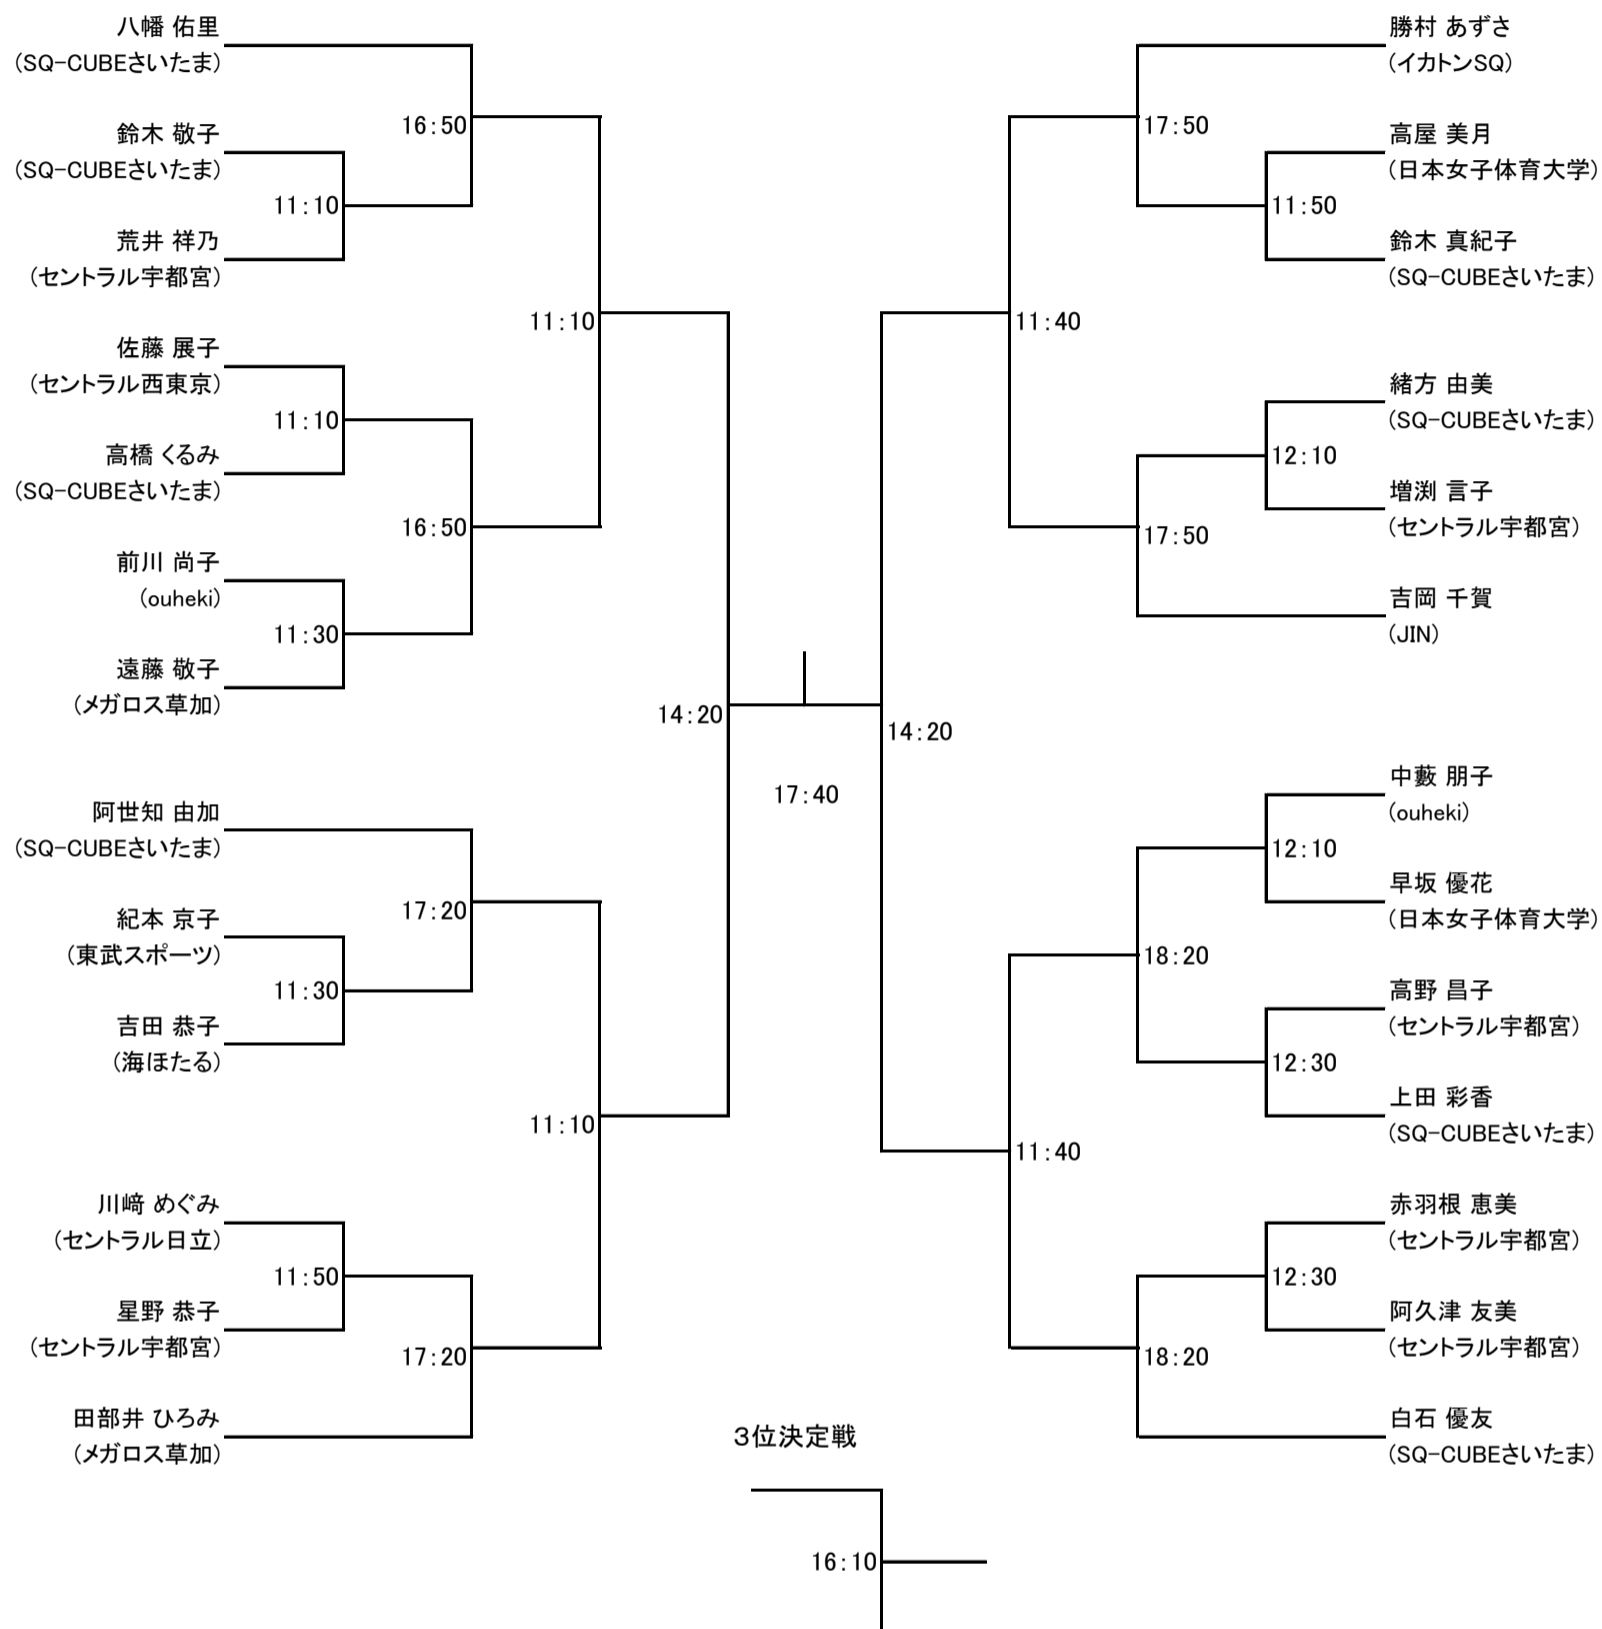 八幡 佑里
(SQ-CUBEさいたま)
16:50
鈴木 敬子
(SQ-CUBEさいたま)
11:10
荒井 祥乃
(セントラル宇都宮)
11:10
佐藤 展子
(セントラル西東京)
11:10
高橋 くるみ
(SQ-CUBEさいたま)
16:50
前川 尚子
(ouheki)
11:30
遠藤 敬子
(メガロス草加)
14:20
阿世知 由加
(SQ-CUBEさいたま)
17:20
紀本 京子
(東武スポーツ)
11:30
吉田 恭子
(海ほたる)
11:10
川﨑 めぐみ
(セントラル日立)
11:50
星野 恭子
(セントラル宇都宮)
17:20
田部井 ひろみ
(メガロス草加)
17:40
勝村 あずさ
(イカトンSQ)
17:50
高屋 美月
(日本女子体育大学)
11:50
鈴木 真紀子
(SQ-CUBEさいたま)
11:40
緒方 由美
(SQ-CUBEさいたま)
12:10
増渕 言子
(セントラル宇都宮)
17:50
吉岡 千賀
(JIN)
14:20
中藪 朋子
(ouheki)
12:10
早坂 優花
(日本女子体育大学)
18:20
高野 昌子
(セントラル宇都宮)
12:30
上田 彩香
(SQ-CUBEさいたま)
11:40
赤羽根 恵美
(セントラル宇都宮)
12:30
阿久津 友美
(セントラル宇都宮)
18:20
白石 優友
(SQ-CUBEさいたま)
3位決定戦
16:10